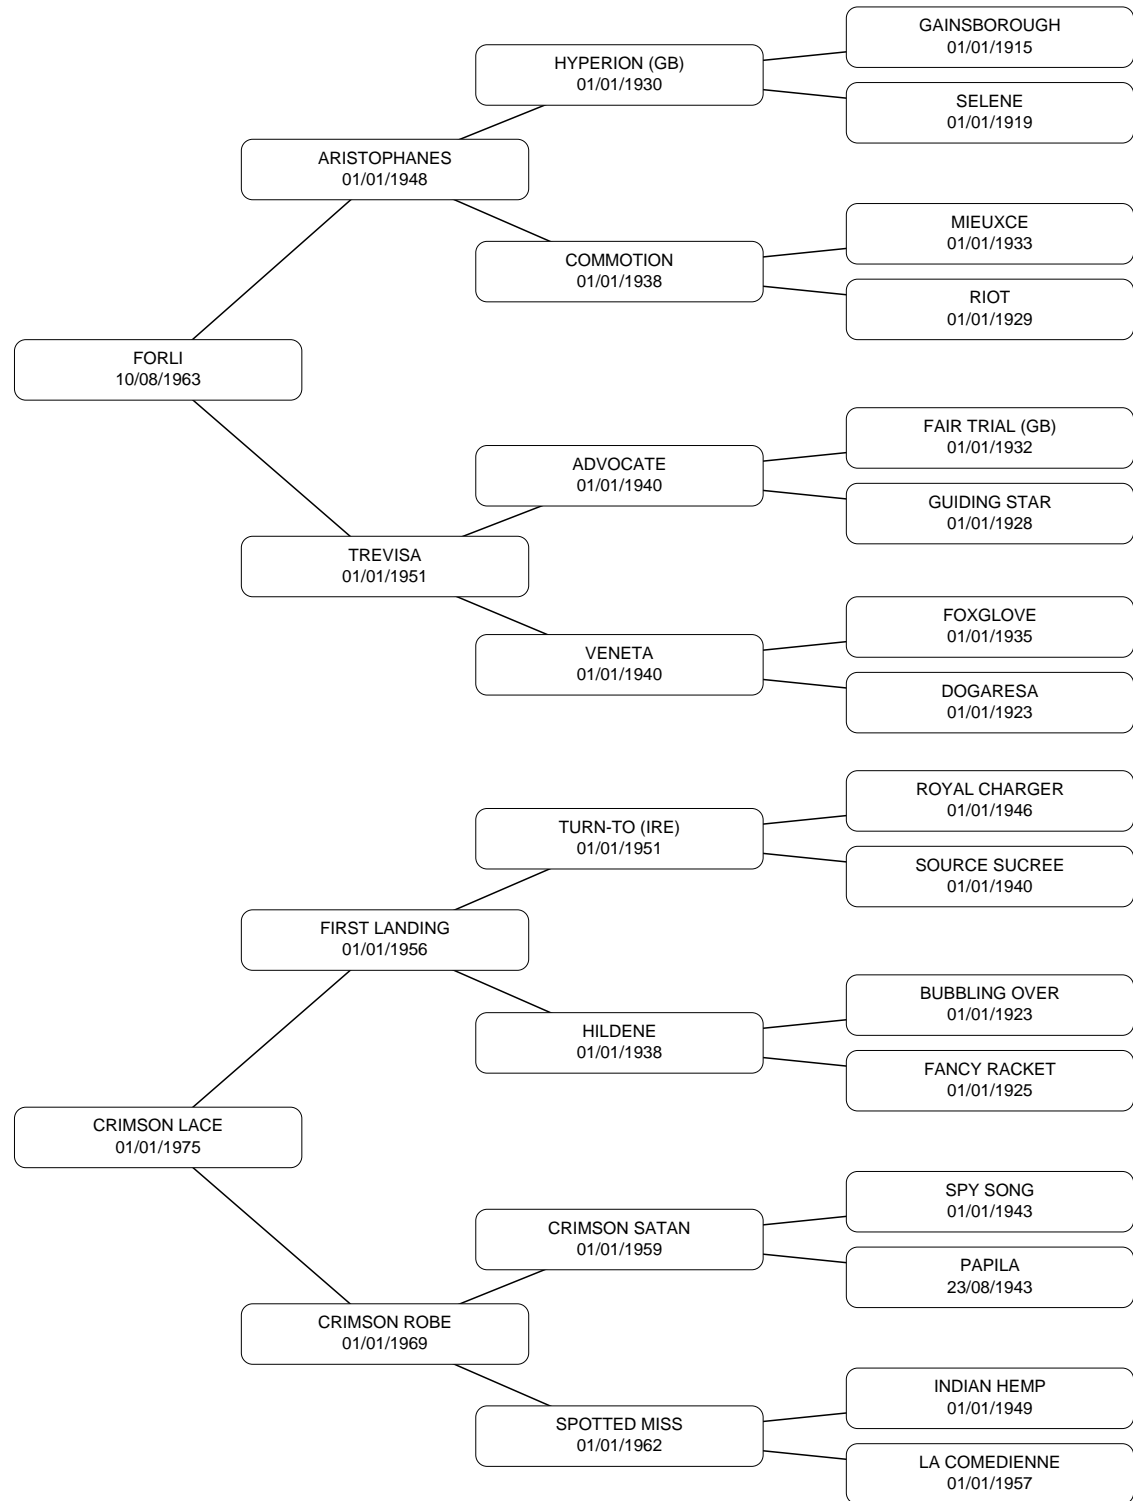 GAINSBOROUGH
01/01/1915
HYPERION (GB)
01/01/1930
SELENE
01/01/1919
ARISTOPHANES
01/01/1948
MIEUXCE
01/01/1933
COMMOTION
01/01/1938
RIOT
01/01/1929
FORLI
10/08/1963
FAIR TRIAL (GB)
01/01/1932
ADVOCATE
01/01/1940
GUIDING STAR
01/01/1928
TREVISA
01/01/1951
FOXGLOVE
01/01/1935
VENETA
01/01/1940
DOGARESA
01/01/1923
ROYAL CHARGER
01/01/1946
TURN-TO (IRE)
01/01/1951
SOURCE SUCREE
01/01/1940
FIRST LANDING
01/01/1956
BUBBLING OVER
01/01/1923
HILDENE
01/01/1938
FANCY RACKET
01/01/1925
CRIMSON LACE
01/01/1975
SPY SONG
01/01/1943
CRIMSON SATAN
01/01/1959
PAPILA
23/08/1943
CRIMSON ROBE
01/01/1969
INDIAN HEMP
01/01/1949
SPOTTED MISS
01/01/1962
LA COMEDIENNE
01/01/1957